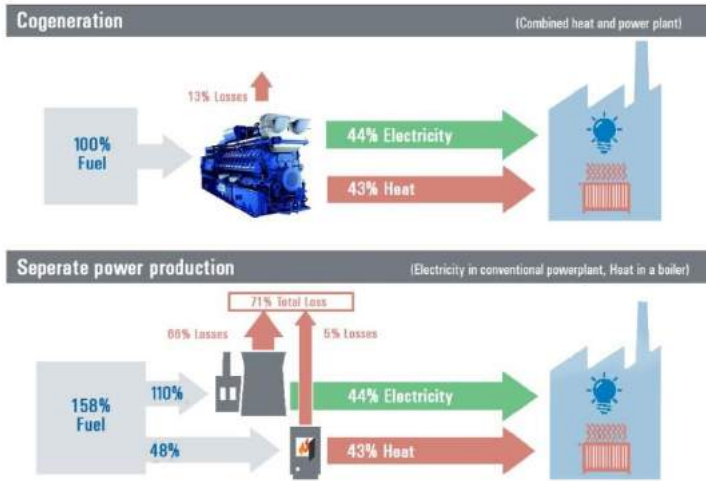 Cogeneration
(Combined heat and power plant)
13% Losses
100%
Fuel
44% Electricity
43% Heat
Seperate power production
(Electricity in conventional powerplant, Heat in a boiler)
71% Total Loss
66% Losses
5% Losses
158%
Fuel
110%
48%
44% Electricity
43% Heat